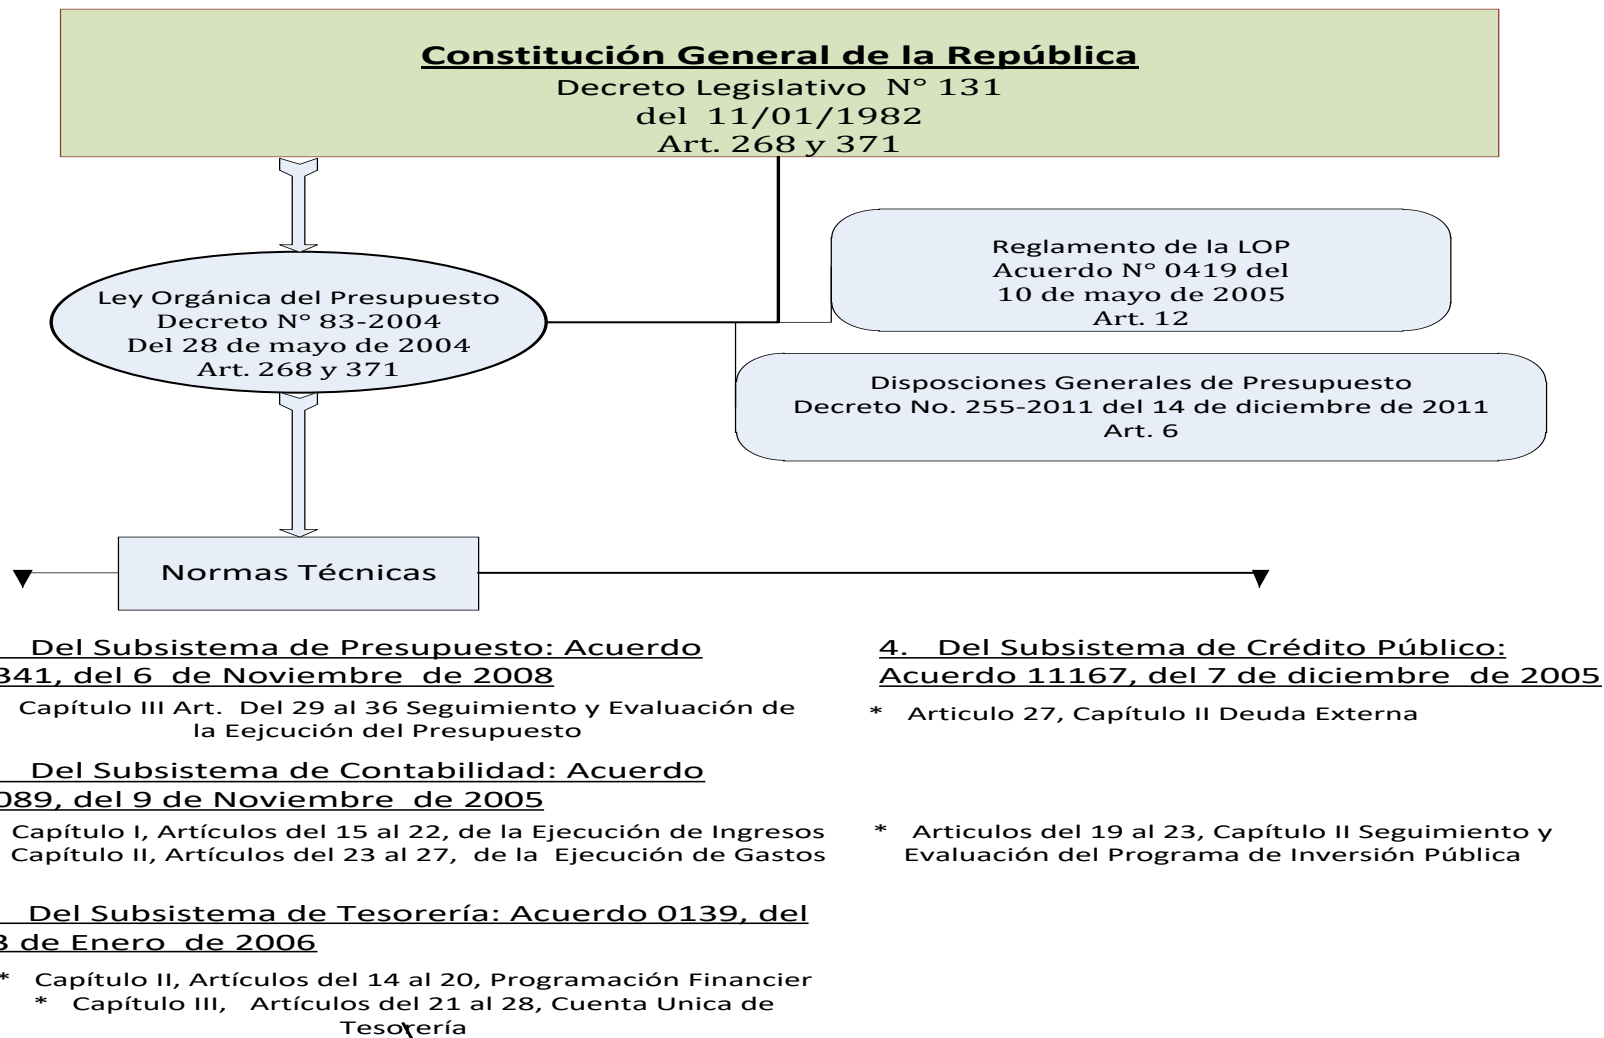 Constitución General de la República
Decreto Legislativo N° 131
del 11/01/1982
Art. 268 y 371
Reglamento de la LOP
Acuerdo N° 0419 del
10 de mayo de 2005
Art. 12
Ley Orgánica del Presupuesto
Decreto N° 83-2004
Del 28 de mayo de 2004
Art. 268 y 371
Disposciones Generales de Presupuesto
Decreto No. 255-2011 del 14 de diciembre de 2011
Art. 6
Normas Técnicas
Del Subsistema de Presupuesto: Acuerdo
341, del 6 de Noviembre de 2008
Capítulo III Art. Del 29 al 36 Seguimiento y Evaluación de
la Eejcución del Presupuesto
Del Subsistema de Contabilidad: Acuerdo
089, del 9 de Noviembre de 2005
Capítulo I, Artículos del 15 al 22, de la Ejecución de Ingresos
Capítulo II, Artículos del 23 al 27, de la Ejecución de Gastos
Del Subsistema de Tesorería: Acuerdo 0139, del
3 de Enero de 2006
* Capítulo II, Artículos del 14 al 20, Programación Financier
* Capítulo III, Artículos del 21 al 28, Cuenta Unica de
Tesorería
4. Del Subsistema de Crédito Público:
Acuerdo 11167, del 7 de diciembre de 2005
* Articulo 27, Capítulo II Deuda Externa
* Articulos del 19 al 23, Capítulo II Seguimiento y
Evaluación del Programa de Inversión Pública